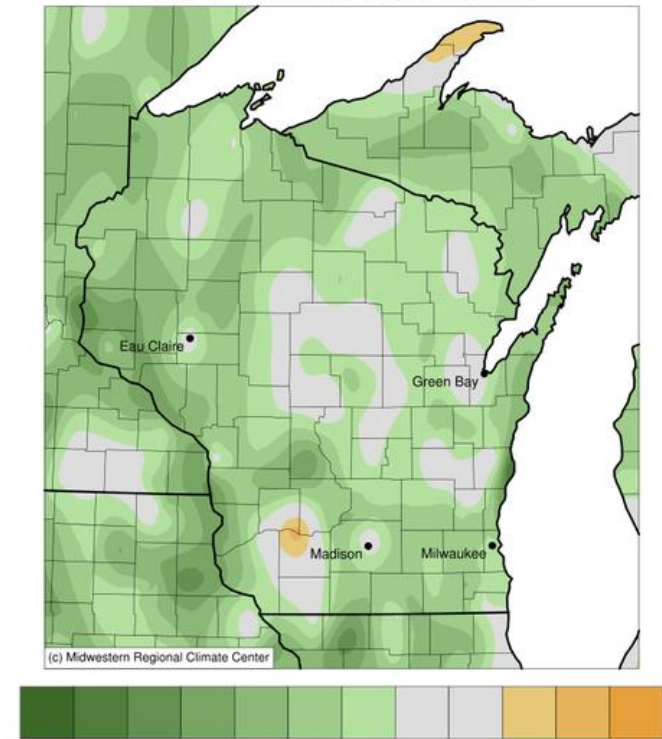 Eau Claire
Green Bay
Madison
Milwaukee
(c) Midwestern Regional Climate Center